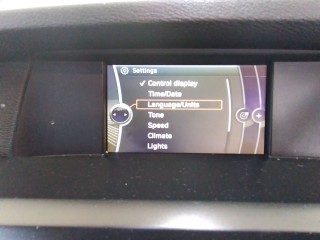 Settings
✓ Control display
Time/Date
Language/Units
Tone
Speed
Climate
Lights